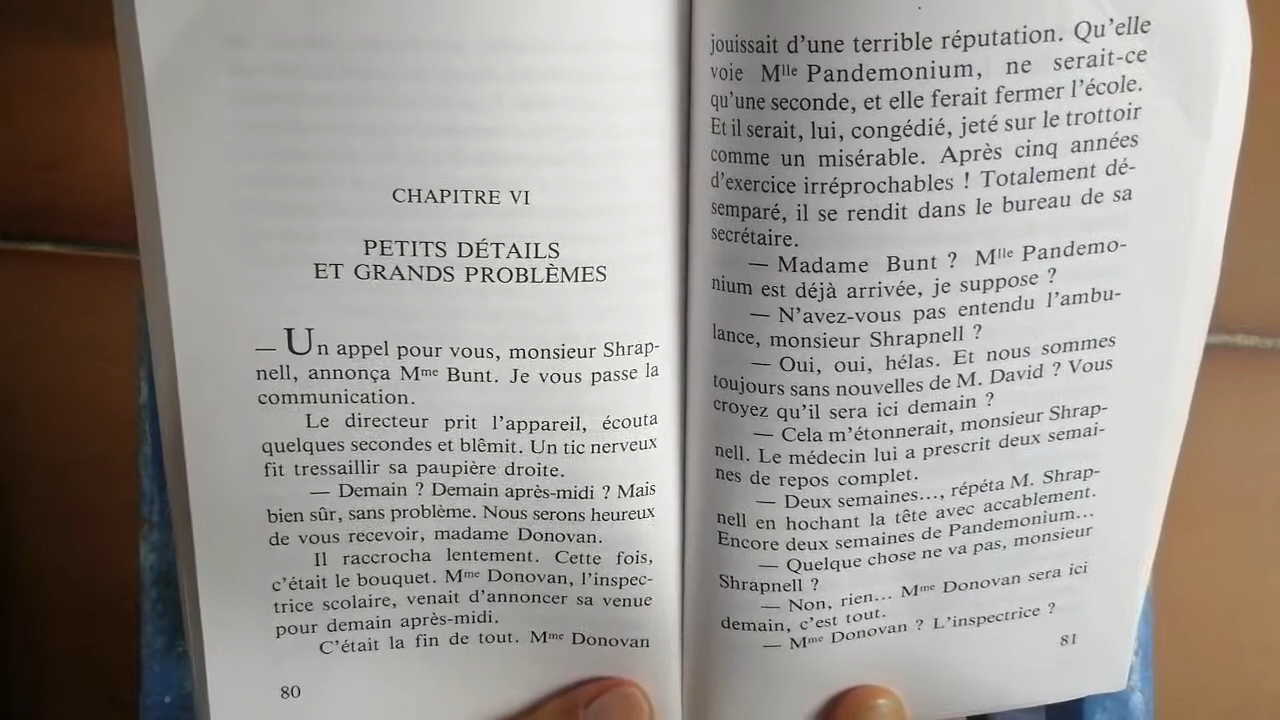 CHAPITRE VI
PETITS DÉTAILS
ET GRANDS PROBLÈMES
— Un appel pour vous, monsieur Shrap-
nell, annonça Mme Bunt. Je vous passe la
communication.
Le directeur prit l'appareil, écouta
quelques secondes et blêmit. Un tic nerveux
fit tressaillir sa paupière droite.
— Demain ? Demain après-midi ? Mais
bien sûr, sans problème. Nous serons heureux
de vous recevoir, madame Donovan.
Il raccrocha lentement. Cette fois,
c'était le bouquet. Mme Donovan, l'inspec-
trice scolaire, venait d'annoncer sa venue
pour demain après-midi.
C'était la fin de tout. Mme Donovan
80
jouissait d'une terrible réputation. Qu'elle
voie Mlle Pandemonium, ne serait-ce
qu'une seconde, et elle ferait fermer l'école.
Et il serait, lui, congédié, jeté sur le trottoir
comme un misérable. Après cinq années
d'exercice irréprochables ! Totalement dé-
semparé, il se rendit dans le bureau de sa
secrétaire.
— Madame Bunt ? Mlle Pandemo-
nium est déjà arrivée, je suppose ?
— N'avez-vous pas entendu l'ambu-
lance, monsieur Shrapnell ?
— Oui, oui, hélas. Et nous sommes
toujours sans nouvelles de M. David ? Vous
croyez qu'il sera ici demain ?
— Cela m'étonnerait, monsieur Shrap-
nell. Le médecin lui a prescrit deux semai-
nes de repos complet.
— Deux semaines..., répéta M. Shrap-
nell en hochant la tête avec accablement.
Encore deux semaines de Pandemonium...
— Quelque chose ne va pas, monsieur
Shrapnell ?
— Non, rien... Mme Donovan sera ici
demain, c'est tout.
— Mme Donovan ? L'inspectrice ?
81